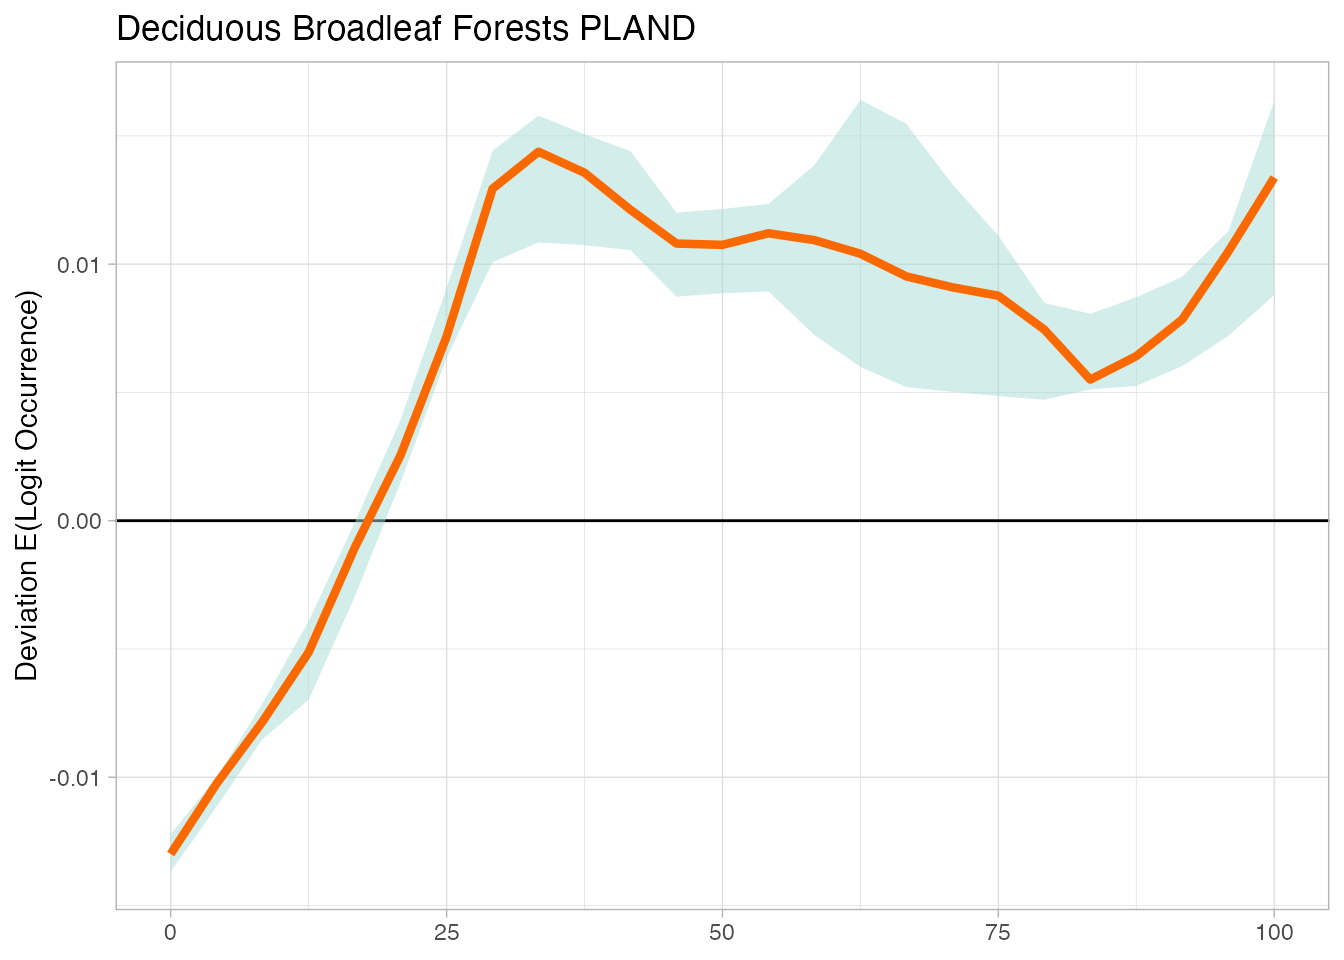 Deciduous Broadleaf Forests PLAND
Deviation E(Logit Occurrence)
0.01
0.00
-0.01
0 25 50 75 100